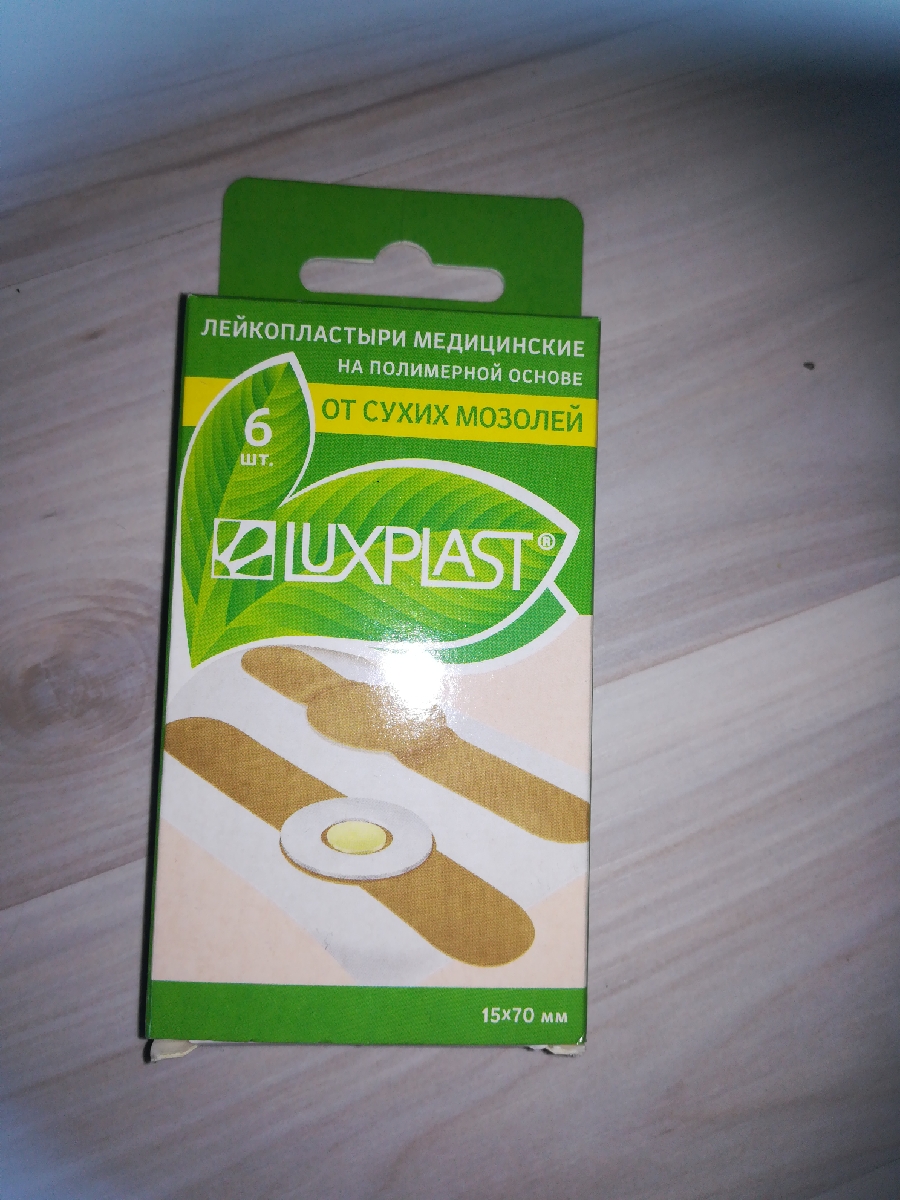 ЛЕЙКОПЛАСТЫРИ МЕДИЦИНСКИЕ
НА ПОЛИМЕРНОЙ ОСНОВЕ
ОТ СУХИХ МОЗОЛЕЙ
6
шт.
LUXPLAST®
15×70 мм